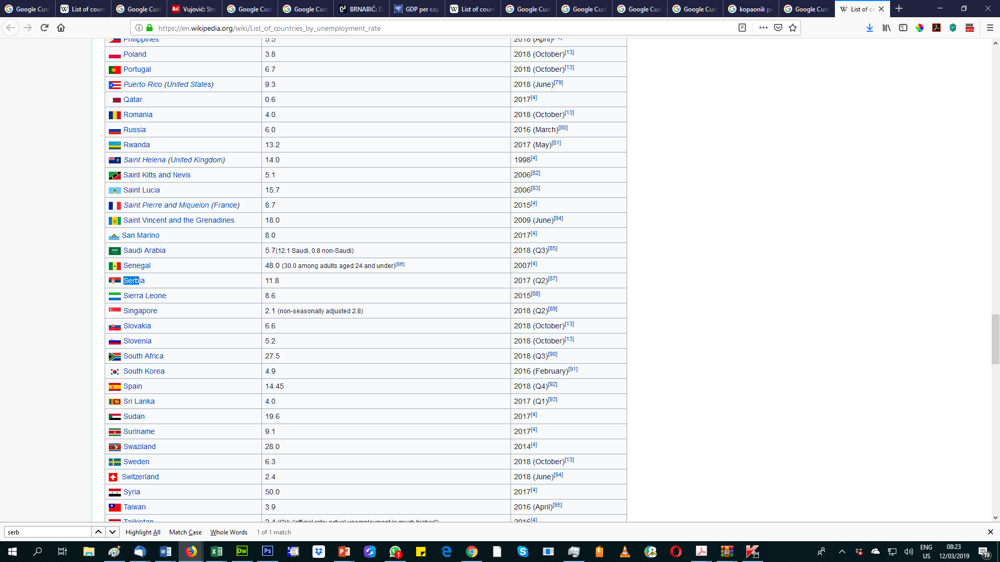 Google Cust
List of coun
Google Cust
Vujović: Stru
Google Cust
Google Cust
BRNABIĆ: D
GDP per cap
List of coun
Google Cust
Google Cust
Google Cust
Google Cust
kopaonik pa
Google Cust
List of co
https://en.wikipedia.org/wiki/List_of_countries_by_unemployment_rate
Philippines 5.5 2018 (April)
Poland 3.8 2018 (October)[13]
Portugal 6.7 2018 (October)[13]
Puerto Rico (United States) 9.3 2018 (June)[79]
Qatar 0.6 2017[4]
Romania 4.0 2018 (October)[13]
Russia 6.0 2016 (March)[80]
Rwanda 13.2 2017 (May)[81]
Saint Helena (United Kingdom) 14.0 1998[4]
Saint Kitts and Nevis 5.1 2006[82]
Saint Lucia 15.7 2006[83]
Saint Pierre and Miquelon (France) 8.7 2015[4]
Saint Vincent and the Grenadines 18.0 2009 (June)[84]
San Marino 8.0 2017[4]
Saudi Arabia 5.7(12.1 Saudi, 0.8 non-Saudi) 2018 (Q3)[85]
Senegal 48.0 (30.0 among adults aged 24 and under)[86] 2007[4]
Serbia 11.8 2017 (Q2)[87]
Sierra Leone 8.6 2015[88]
Singapore 2.1 (non-seasonally adjusted 2.8) 2018 (Q2)[89]
Slovakia 6.6 2018 (October)[13]
Slovenia 5.2 2018 (October)[13]
South Africa 27.5 2018 (Q3)[90]
South Korea 4.9 2016 (February)[91]
Spain 14.45 2018 (Q4)[92]
Sri Lanka 4.0 2017 (Q1)[93]
Sudan 19.6 2017[4]
Suriname 9.1 2017[4]
Swaziland 28.0 2014[4]
Sweden 6.3 2018 (October)[13]
Switzerland 2.4 2018 (June)[94]
Syria 50.0 2017[4]
Taiwan 3.9 2016 (April)[95]
Tajikistan 2.4 (CIA: "official rate; actual unemployment is much higher") 2016[4]
serb Highlight All Match Case Whole Words 1 of 1 match
ENG 08:23
US 12/03/2019 19